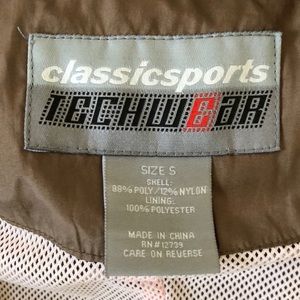 classicsports
TECHWEAR
SIZE S
SHELL:
88% POLY/12% NYLON
LINING:
100% POLYESTER
MADE IN CHINA
RN# 12739
CARE ON REVERSE